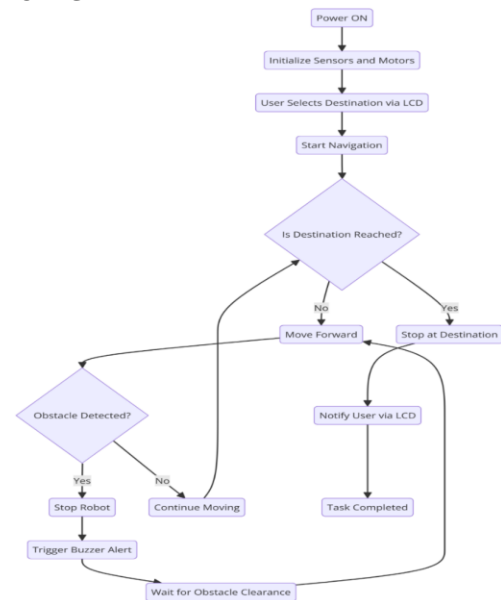 Power ON
Initialize Sensors and Motors
User Selects Destination via LCD
Start Navigation
Is Destination Reached?
No
Yes
Move Forward
Stop at Destination
Obstacle Detected?
Notify User via LCD
Yes
No
Stop Robot
Continue Moving
Task Completed
Trigger Buzzer Alert
Wait for Obstacle Clearance